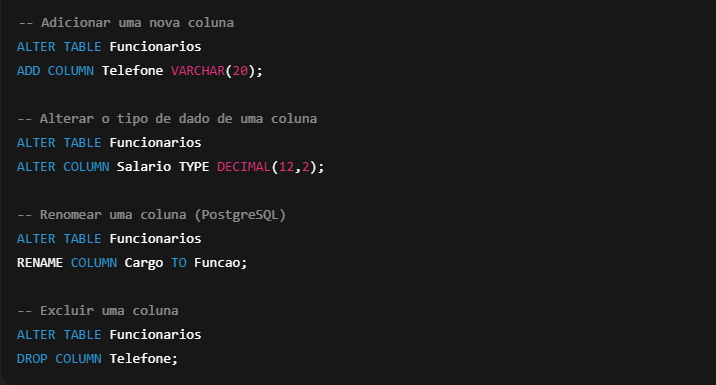 -- Adicionar uma nova coluna
ALTER TABLE Funcionarios
ADD COLUMN Telefone VARCHAR(20);
-- Alterar o tipo de dado de uma coluna
ALTER TABLE Funcionarios
ALTER COLUMN Salario TYPE DECIMAL(12,2);
-- Renomear uma coluna (PostgreSQL)
ALTER TABLE Funcionarios
RENAME COLUMN Cargo TO Funcao;
-- Excluir uma coluna
ALTER TABLE Funcionarios
DROP COLUMN Telefone;